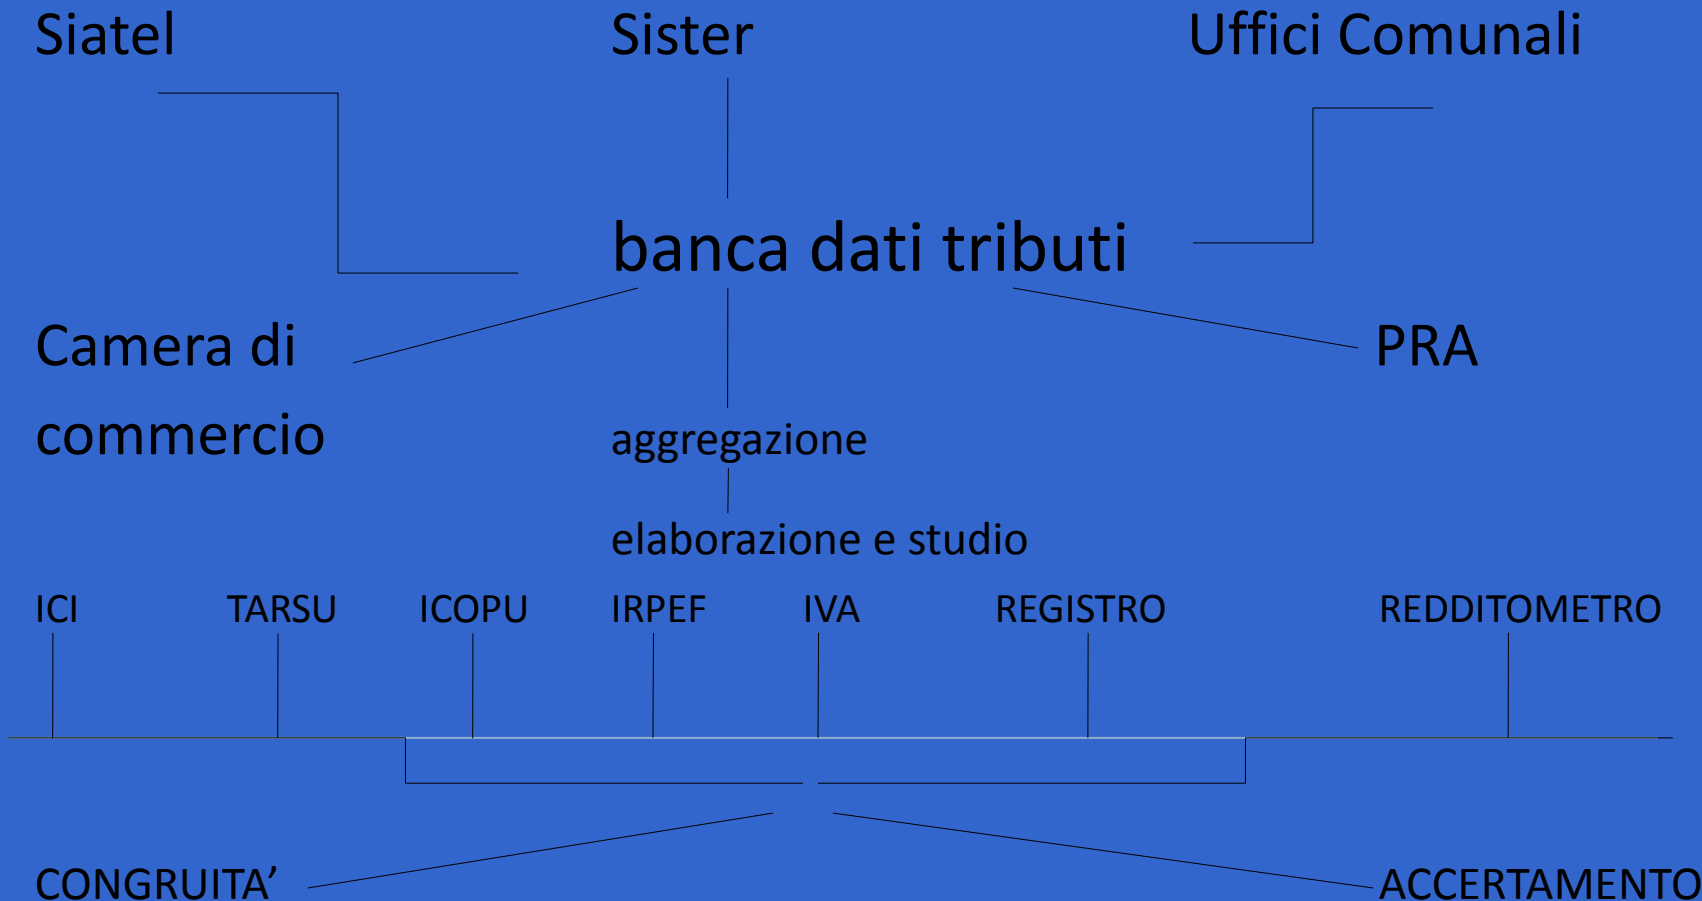 Siatel Sister Uffici Comunali
banca dati tributi
Camera di PRA
commercio aggregazione
elaborazione e studio
ICI TARSU ICOPU IRPEF IVA REGISTRO REDDITOMETRO
CONGRUITA’ ACCERTAMENTO